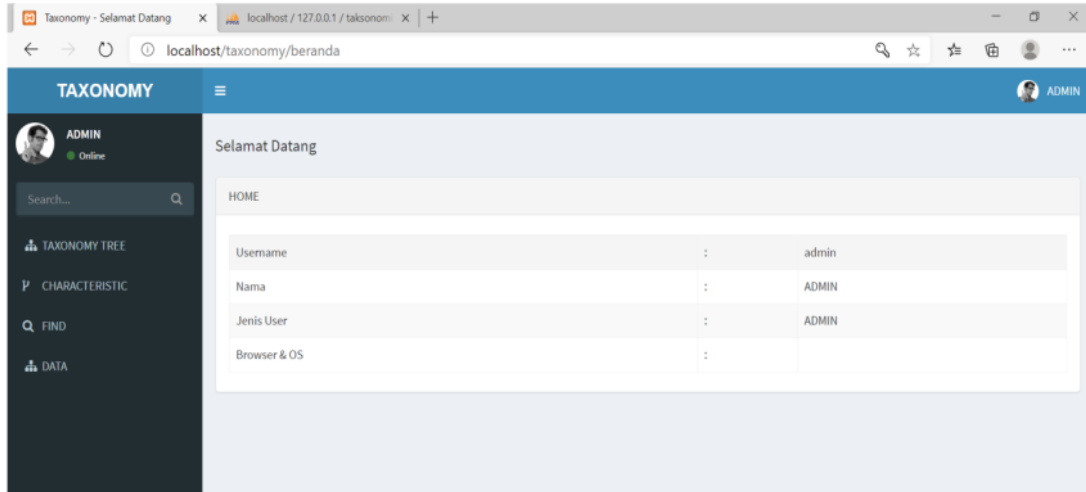 Taxonomy - Selamat Datang
localhost / 127.0.0.1 / taksonomi
localhost/taxonomy/beranda
TAXONOMY
ADMIN
ADMIN
Online
Search...
TAXONOMY TREE
CHARACTERISTIC
FIND
DATA
Selamat Datang
HOME
Username : admin
Nama : ADMIN
Jenis User : ADMIN
Browser & OS :